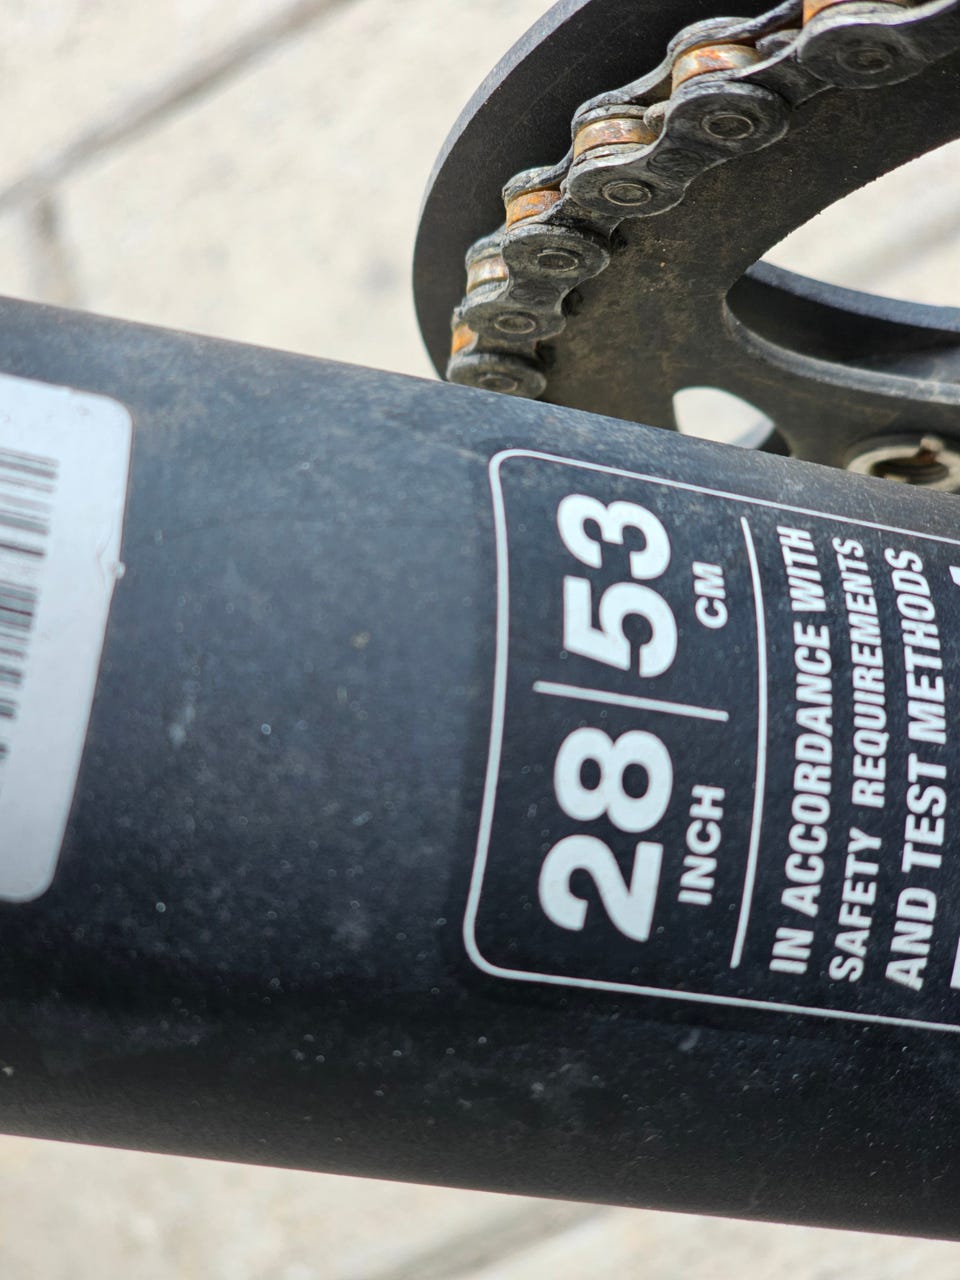 28 | 53
INCH CM
IN ACCORDANCE WITH
SAFETY REQUIREMENTS
AND TEST METHODS